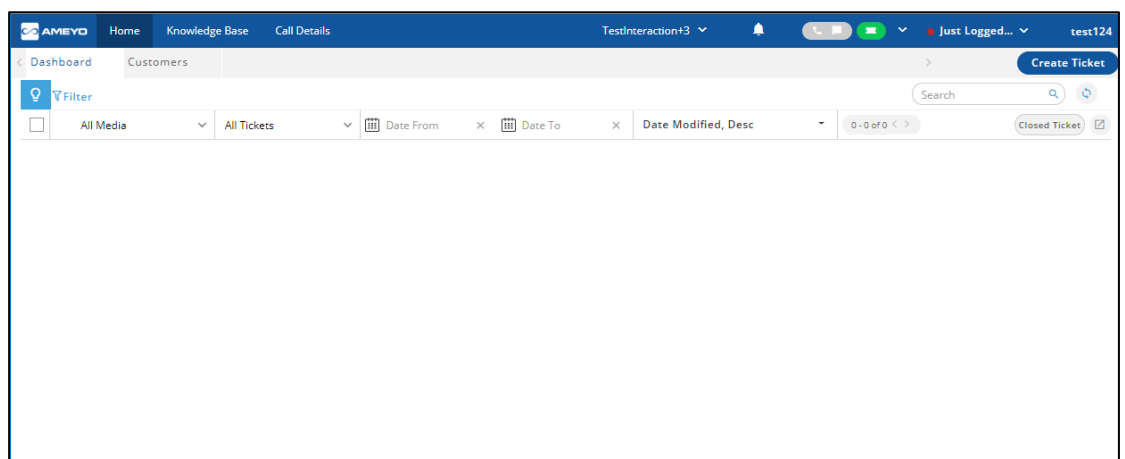 AMEYO Home Knowledge Base Call Details TestInteraction+3 Just Logged... test124
Dashboard Customers Create Ticket
Filter Search
All Media All Tickets Date From Date To Date Modified, Desc 0 - 0 of 0 Closed Ticket